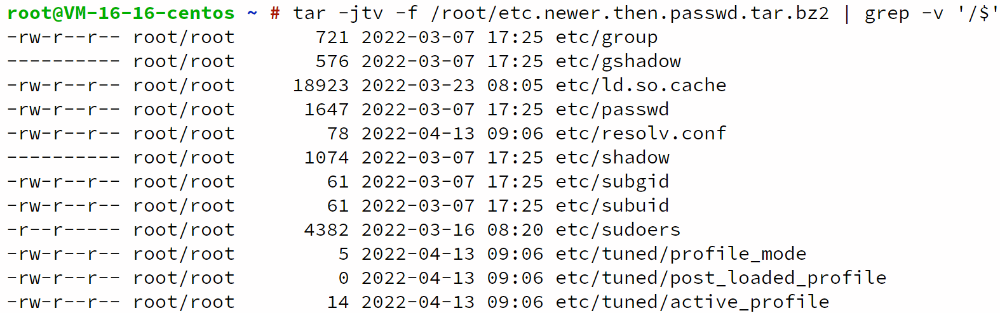 root@VM-16-16-centos ~ # tar -jtv -f /root/etc.newer.then.passwd.tar.bz2 | grep -v '/$'
-rw-r--r-- root/root       721 2022-03-07 17:25 etc/group
---------- root/root       576 2022-03-07 17:25 etc/gshadow
-rw-r--r-- root/root     18923 2022-03-23 08:05 etc/ld.so.cache
-rw-r--r-- root/root      1647 2022-03-07 17:25 etc/passwd
-rw-r--r-- root/root        78 2022-04-13 09:06 etc/resolv.conf
---------- root/root      1074 2022-03-07 17:25 etc/shadow
-rw-r--r-- root/root        61 2022-03-07 17:25 etc/subgid
-rw-r--r-- root/root        61 2022-03-07 17:25 etc/subuid
-r--r----- root/root      4382 2022-03-16 08:20 etc/sudoers
-rw-r--r-- root/root         5 2022-04-13 09:06 etc/tuned/profile_mode
-rw-r--r-- root/root         0 2022-04-13 09:06 etc/tuned/post_loaded_profile
-rw-r--r-- root/root        14 2022-04-13 09:06 etc/tuned/active_profile